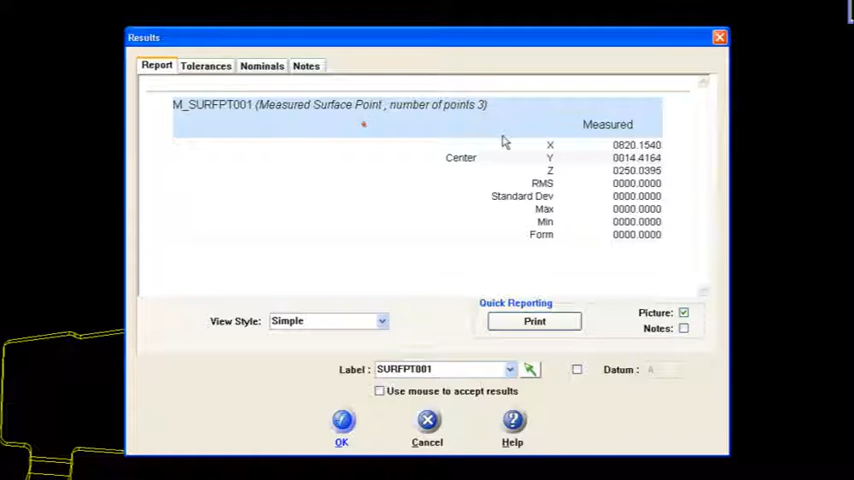 Results
Report Tolerances Nominals Notes
M_SURFPT001 (Measured Surface Point , number of points 3)
Measured
X 0820.1540
Center Y 0014.4164
Z 0250.0395
RMS 0000.0000
Standard Dev 0000.0000
Max 0000.0000
Min 0000.0000
Form 0000.0000
Quick Reporting
View Style: Simple Print Picture:
Notes:
Label : SURFPT001 Datum : A
Use mouse to accept results
OK Cancel Help